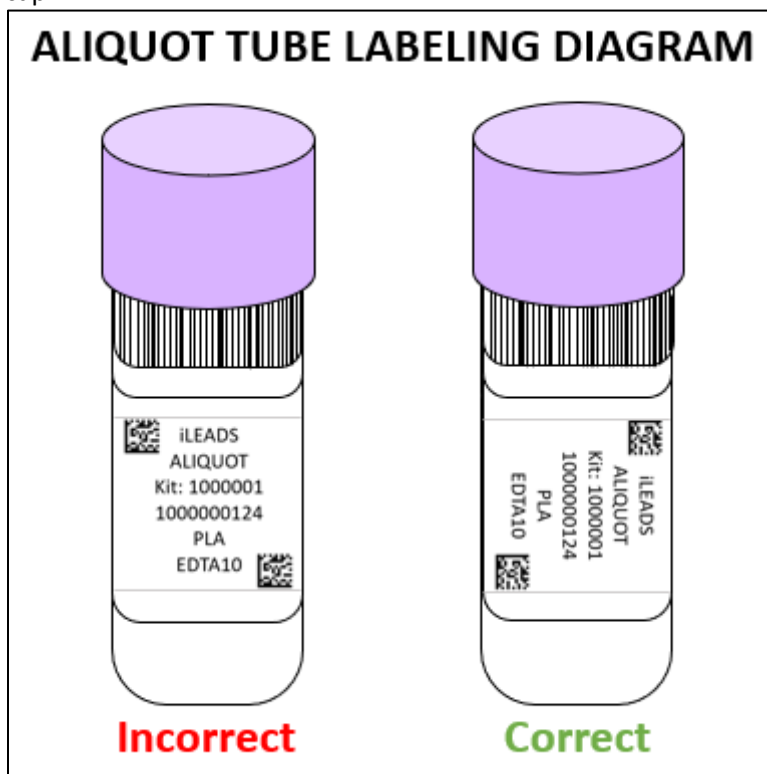 ALIQUOT TUBE LABELING DIAGRAM
iLEADS
ALIQUOT
Kit: 1000001
1000000124
PLA
EDTA10
iLEADS
ALIQUOT
Kit: 1000001
1000000124
PLA
EDTA10
Incorrect
Correct